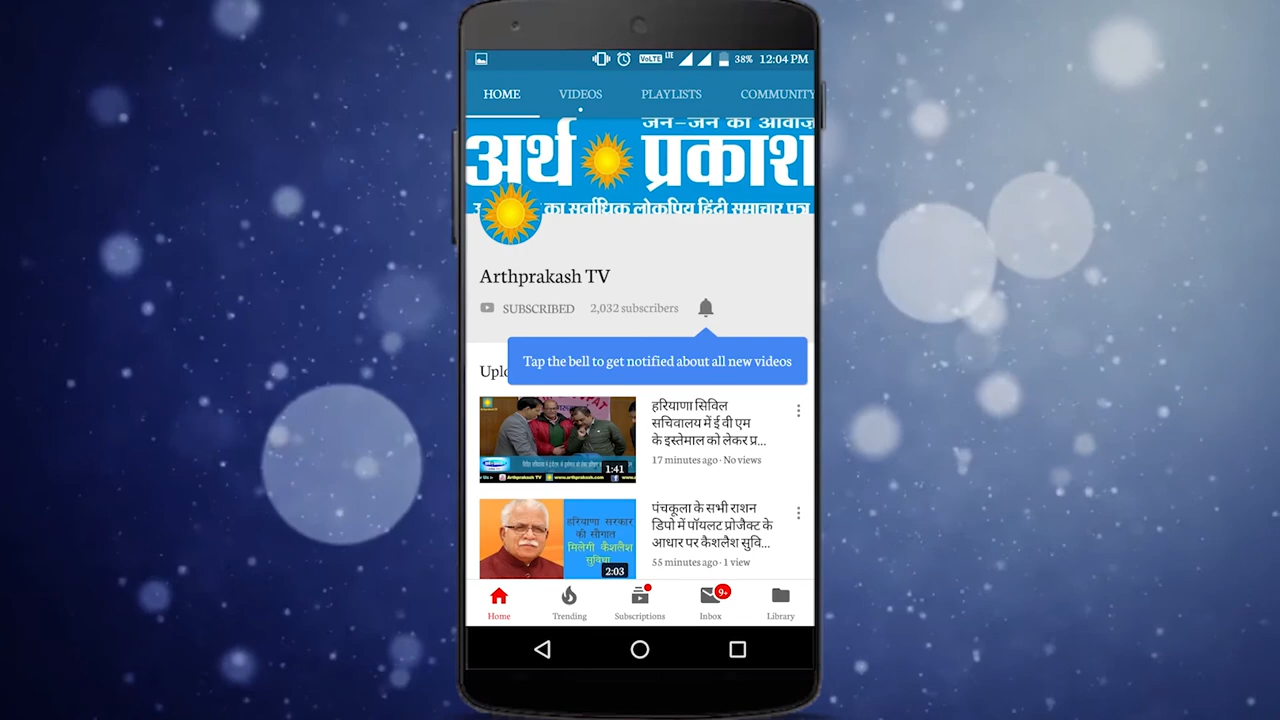 VoLTE LTE 38% 12:04 PM
HOME VIDEOS PLAYLISTS COMMUNITY
जन-जन की आवाज़
अर्थ प्रकाश
का सर्वाधिक लोकप्रिय हिंदी समाचार पत्र
Arthprakash TV
SUBSCRIBED 2,032 subscribers
Tap the bell to get notified about all new videos
हरियाणा सिविल
सचिवालय में ई वी एम
के इस्तेमाल को लेकर प्र...
17 minutes ago · No views
1:41
Arthprakash TV www.arthprakash.com
पंचकूला के सभी राशन
डिपो में पॉयलट प्रोजैक्ट के
आधार पर कैशलैश सुवि...
55 minutes ago · 1 view
हरियाणा सरकार
की सौगात
मिलेगी कैशलैश
सुविधा
2:03
9+
Home Trending Subscriptions Inbox Library